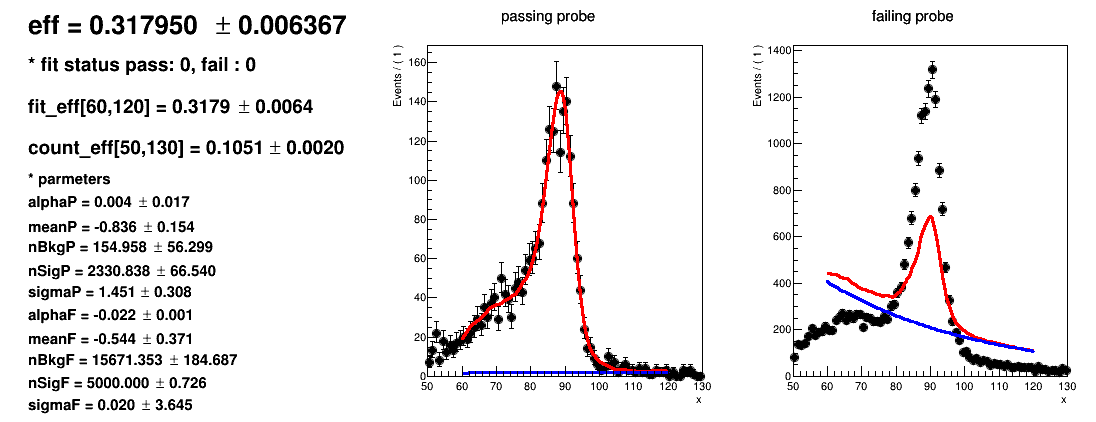 eff = 0.317950 ± 0.006367
* fit status pass: 0, fail : 0
fit_eff[60,120] = 0.3179 ± 0.0064
count_eff[50,130] = 0.1051 ± 0.0020
* parmeters
alphaP = 0.004 ± 0.017
meanP = -0.836 ± 0.154
nBkgP = 154.958 ± 56.299
nSigP = 2330.838 ± 66.540
sigmaP = 1.451 ± 0.308
alphaF = -0.022 ± 0.001
meanF = -0.544 ± 0.371
nBkgF = 15671.353 ± 184.687
nSigF = 5000.000 ± 0.726
sigmaF = 0.020 ± 3.645
passing probe
Events / ( 1 )
160
140
120
100
80
60
40
20
0
50 60 70 80 90 100 110 120 130
x
failing probe
Events / ( 1 )
1400
1200
1000
800
600
400
200
0
50 60 70 80 90 100 110 120 130
x